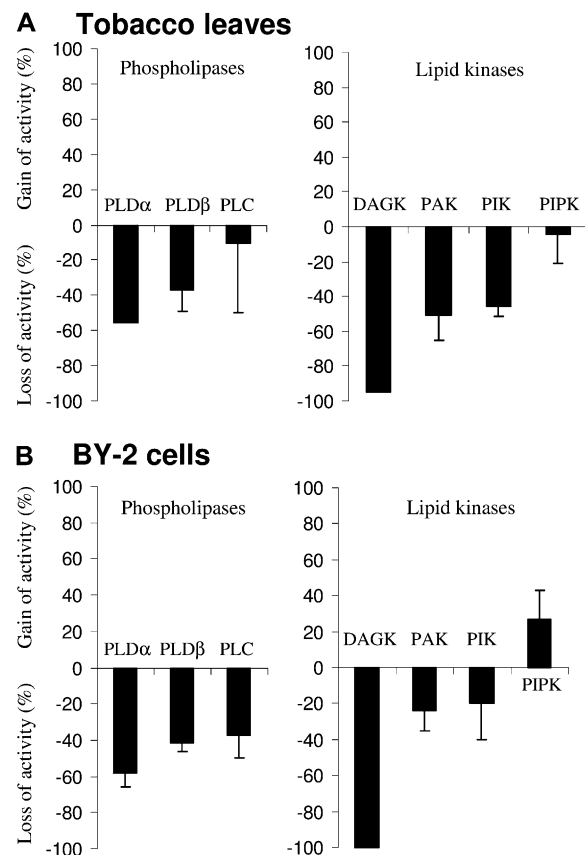 A Tobacco leaves
Gain of activity (%)
Loss of activity (%)
100
80
60
40
20
0
-20
-40
-60
-80
-100
Phospholipases
PLDα PLDβ PLC
100
80
60
40
20
0
-20
-40
-60
-80
-100
Lipid kinases
DAGK PAK PIK PIPK
B BY-2 cells
Gain of activity (%)
Loss of activity (%)
100
80
60
40
20
0
-20
-40
-60
-80
-100
Phospholipases
PLDα PLDβ PLC
100
80
60
40
20
0
-20
-40
-60
-80
-100
Lipid kinases
DAGK PAK PIK
PIPK